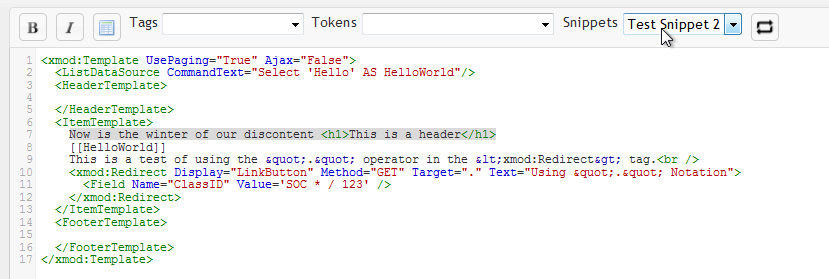 B I Tags Tokens Snippets Test Snippet 2
1 <xmod:Template UsePaging="True" Ajax="False">
2 <ListDataSource CommandText="Select 'Hello' AS HelloWorld"/>
3 <HeaderTemplate>
4
5 </HeaderTemplate>
6 <ItemTemplate>
7 Now is the winter of our discontent <h1>This is a header</h1>
8 [[HelloWorld]]
9 This is a test of using the &quot;.&quot; operator in the &lt;xmod:Redirect&gt; tag.<br />
10 <xmod:Redirect Display="LinkButton" Method="GET" Target="." Text="Using &quot;.&quot; Notation">
11 <Field Name="ClassID" Value='SOC * / 123' />
12 </xmod:Redirect>
13 </ItemTemplate>
14 <FooterTemplate>
15
16 </FooterTemplate>
17 </xmod:Template>